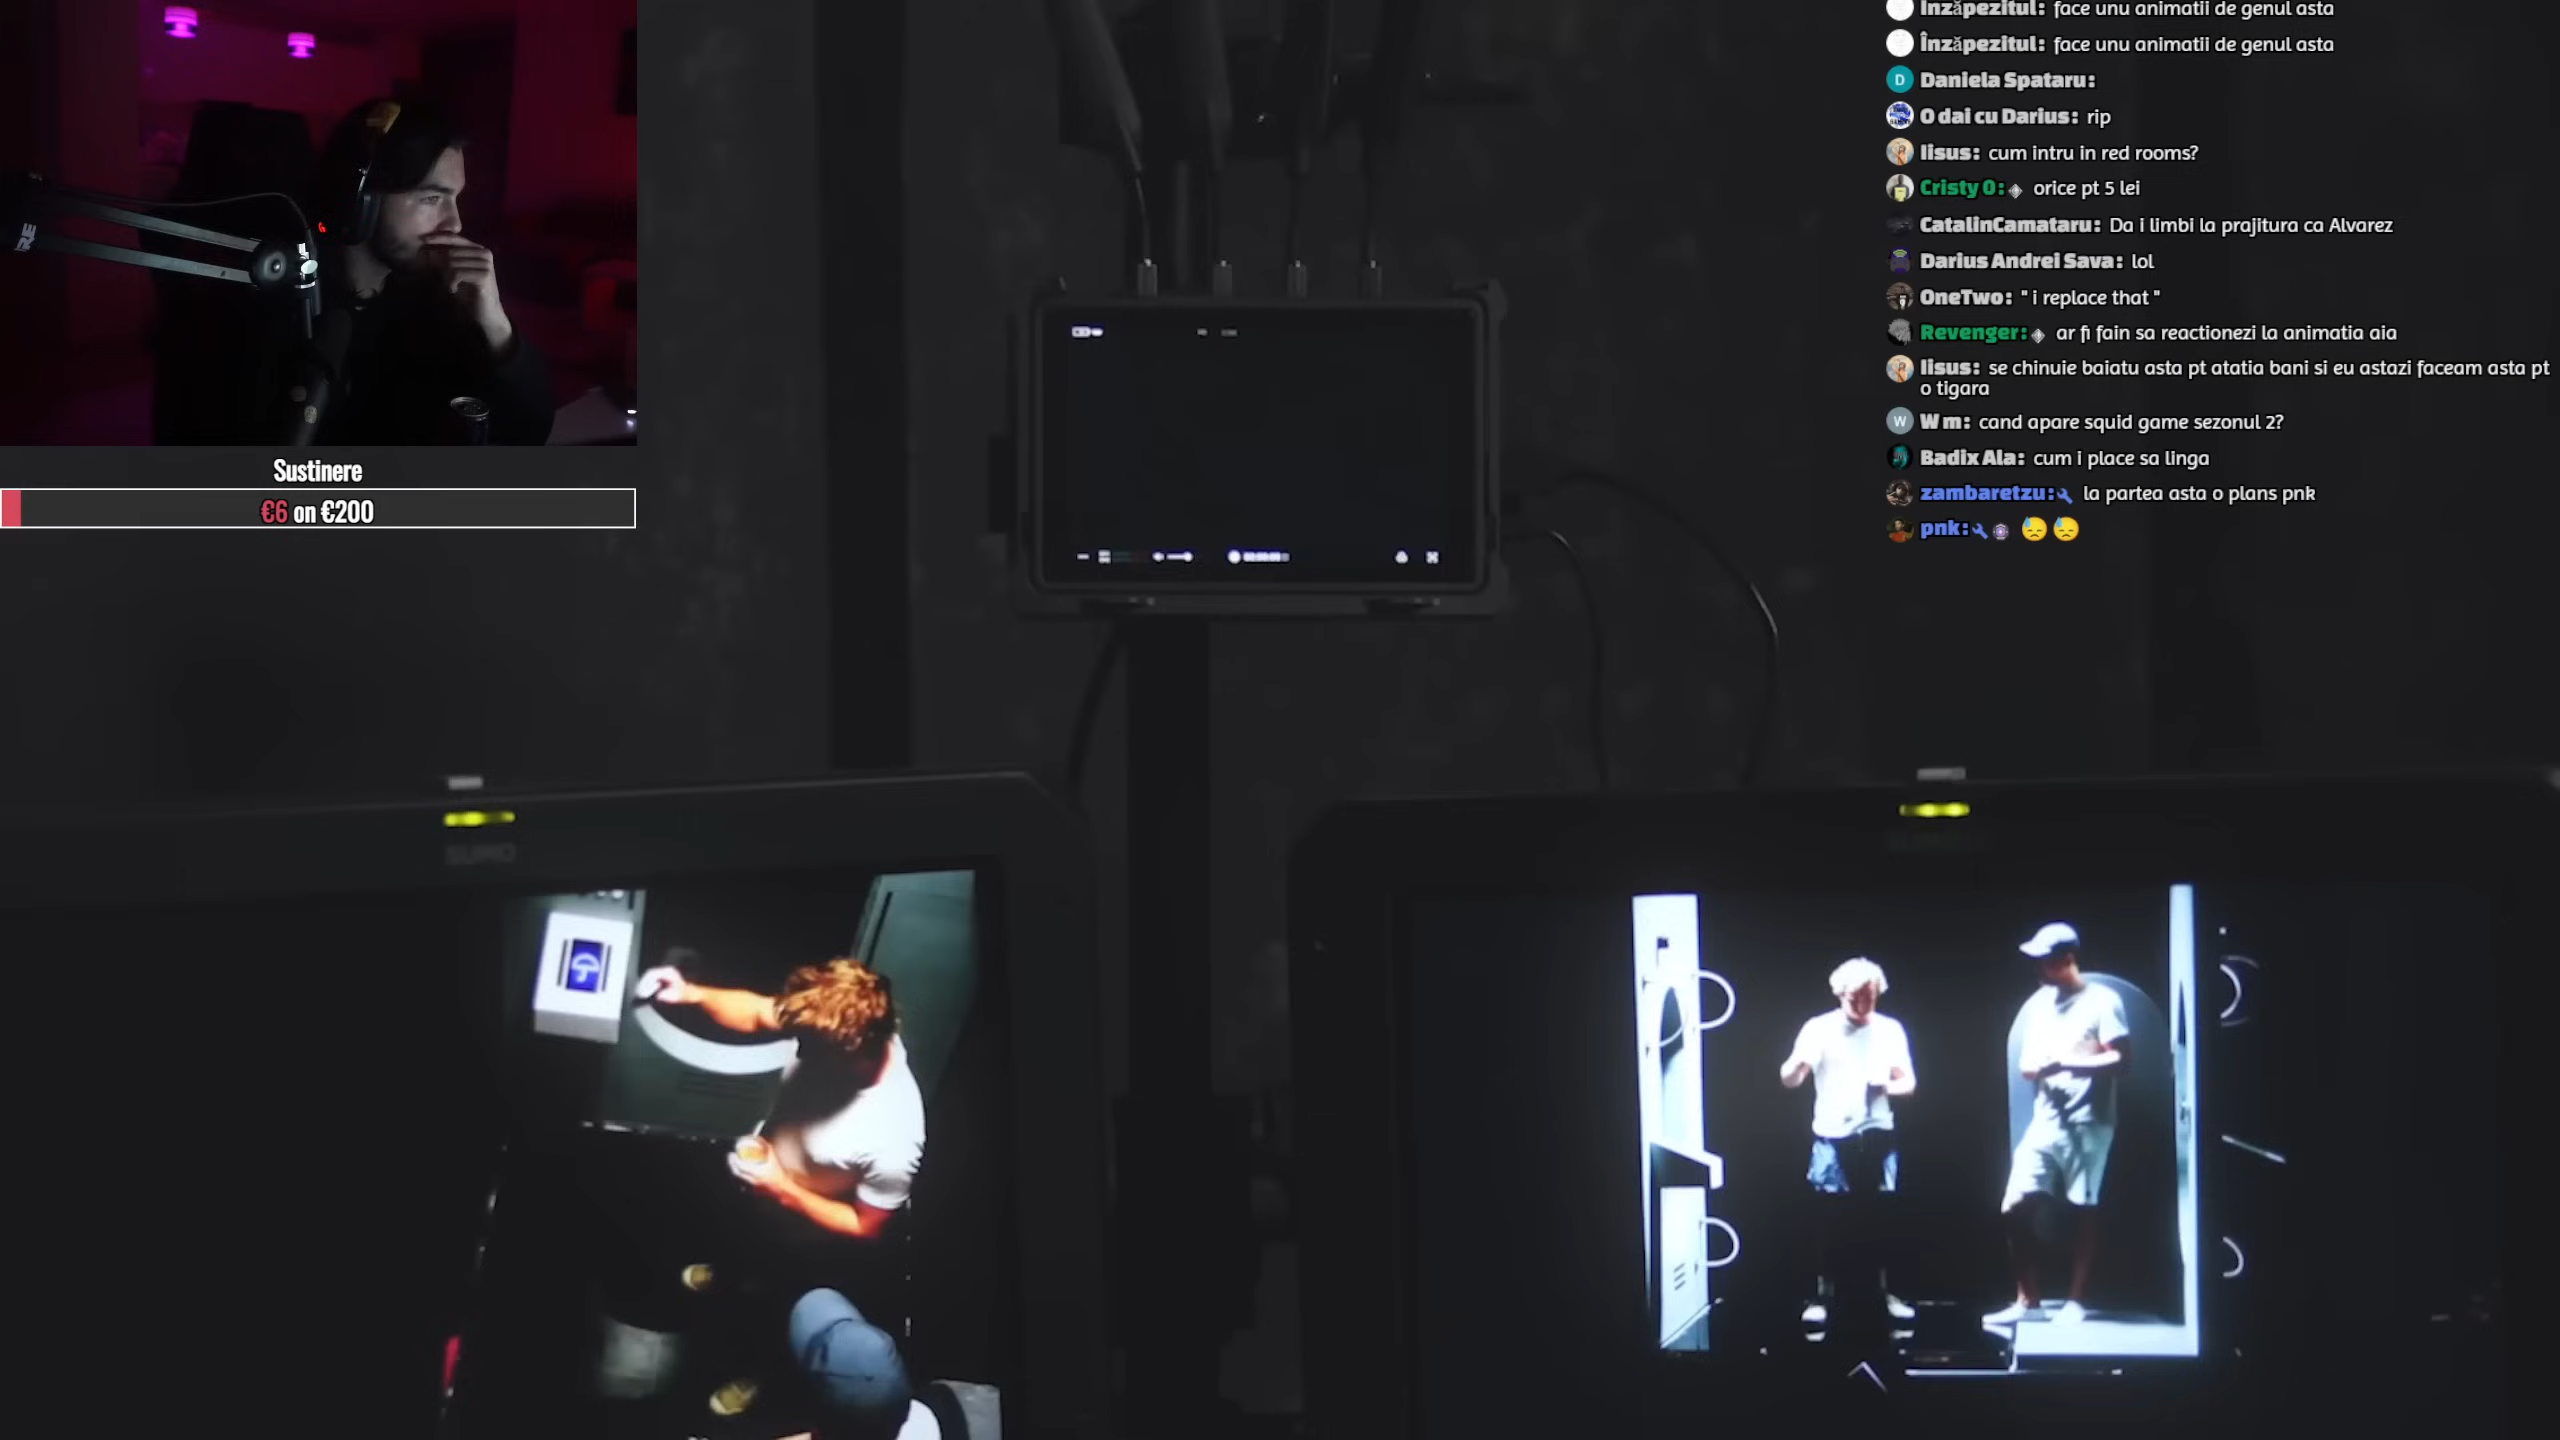 Înzăpezitul: face unu animatii de genul asta
Înzăpezitul: face unu animatii de genul asta
D Daniela Spataru:
O dai cu Darius: rip
Iisus: cum intru in red rooms?
Cristy O: orice pt 5 lei
CatalinCamataru: Da i limbi la prajitura ca Alvarez
Darius Andrei Sava: lol
OneTwo: " i replace that "
Revenger: ar fi fain sa reactionezi la animatia aia
Iisus: se chinuie baiatu asta pt atatia bani si eu astazi faceam asta pt
o tigara
W W m: cand apare squid game sezonul 2?
Badix Ala: cum i place sa linga
zambaretzu: la partea asta o plans pnk
pnk: 😓😓
Sustinere
€6 on €200
SUMO